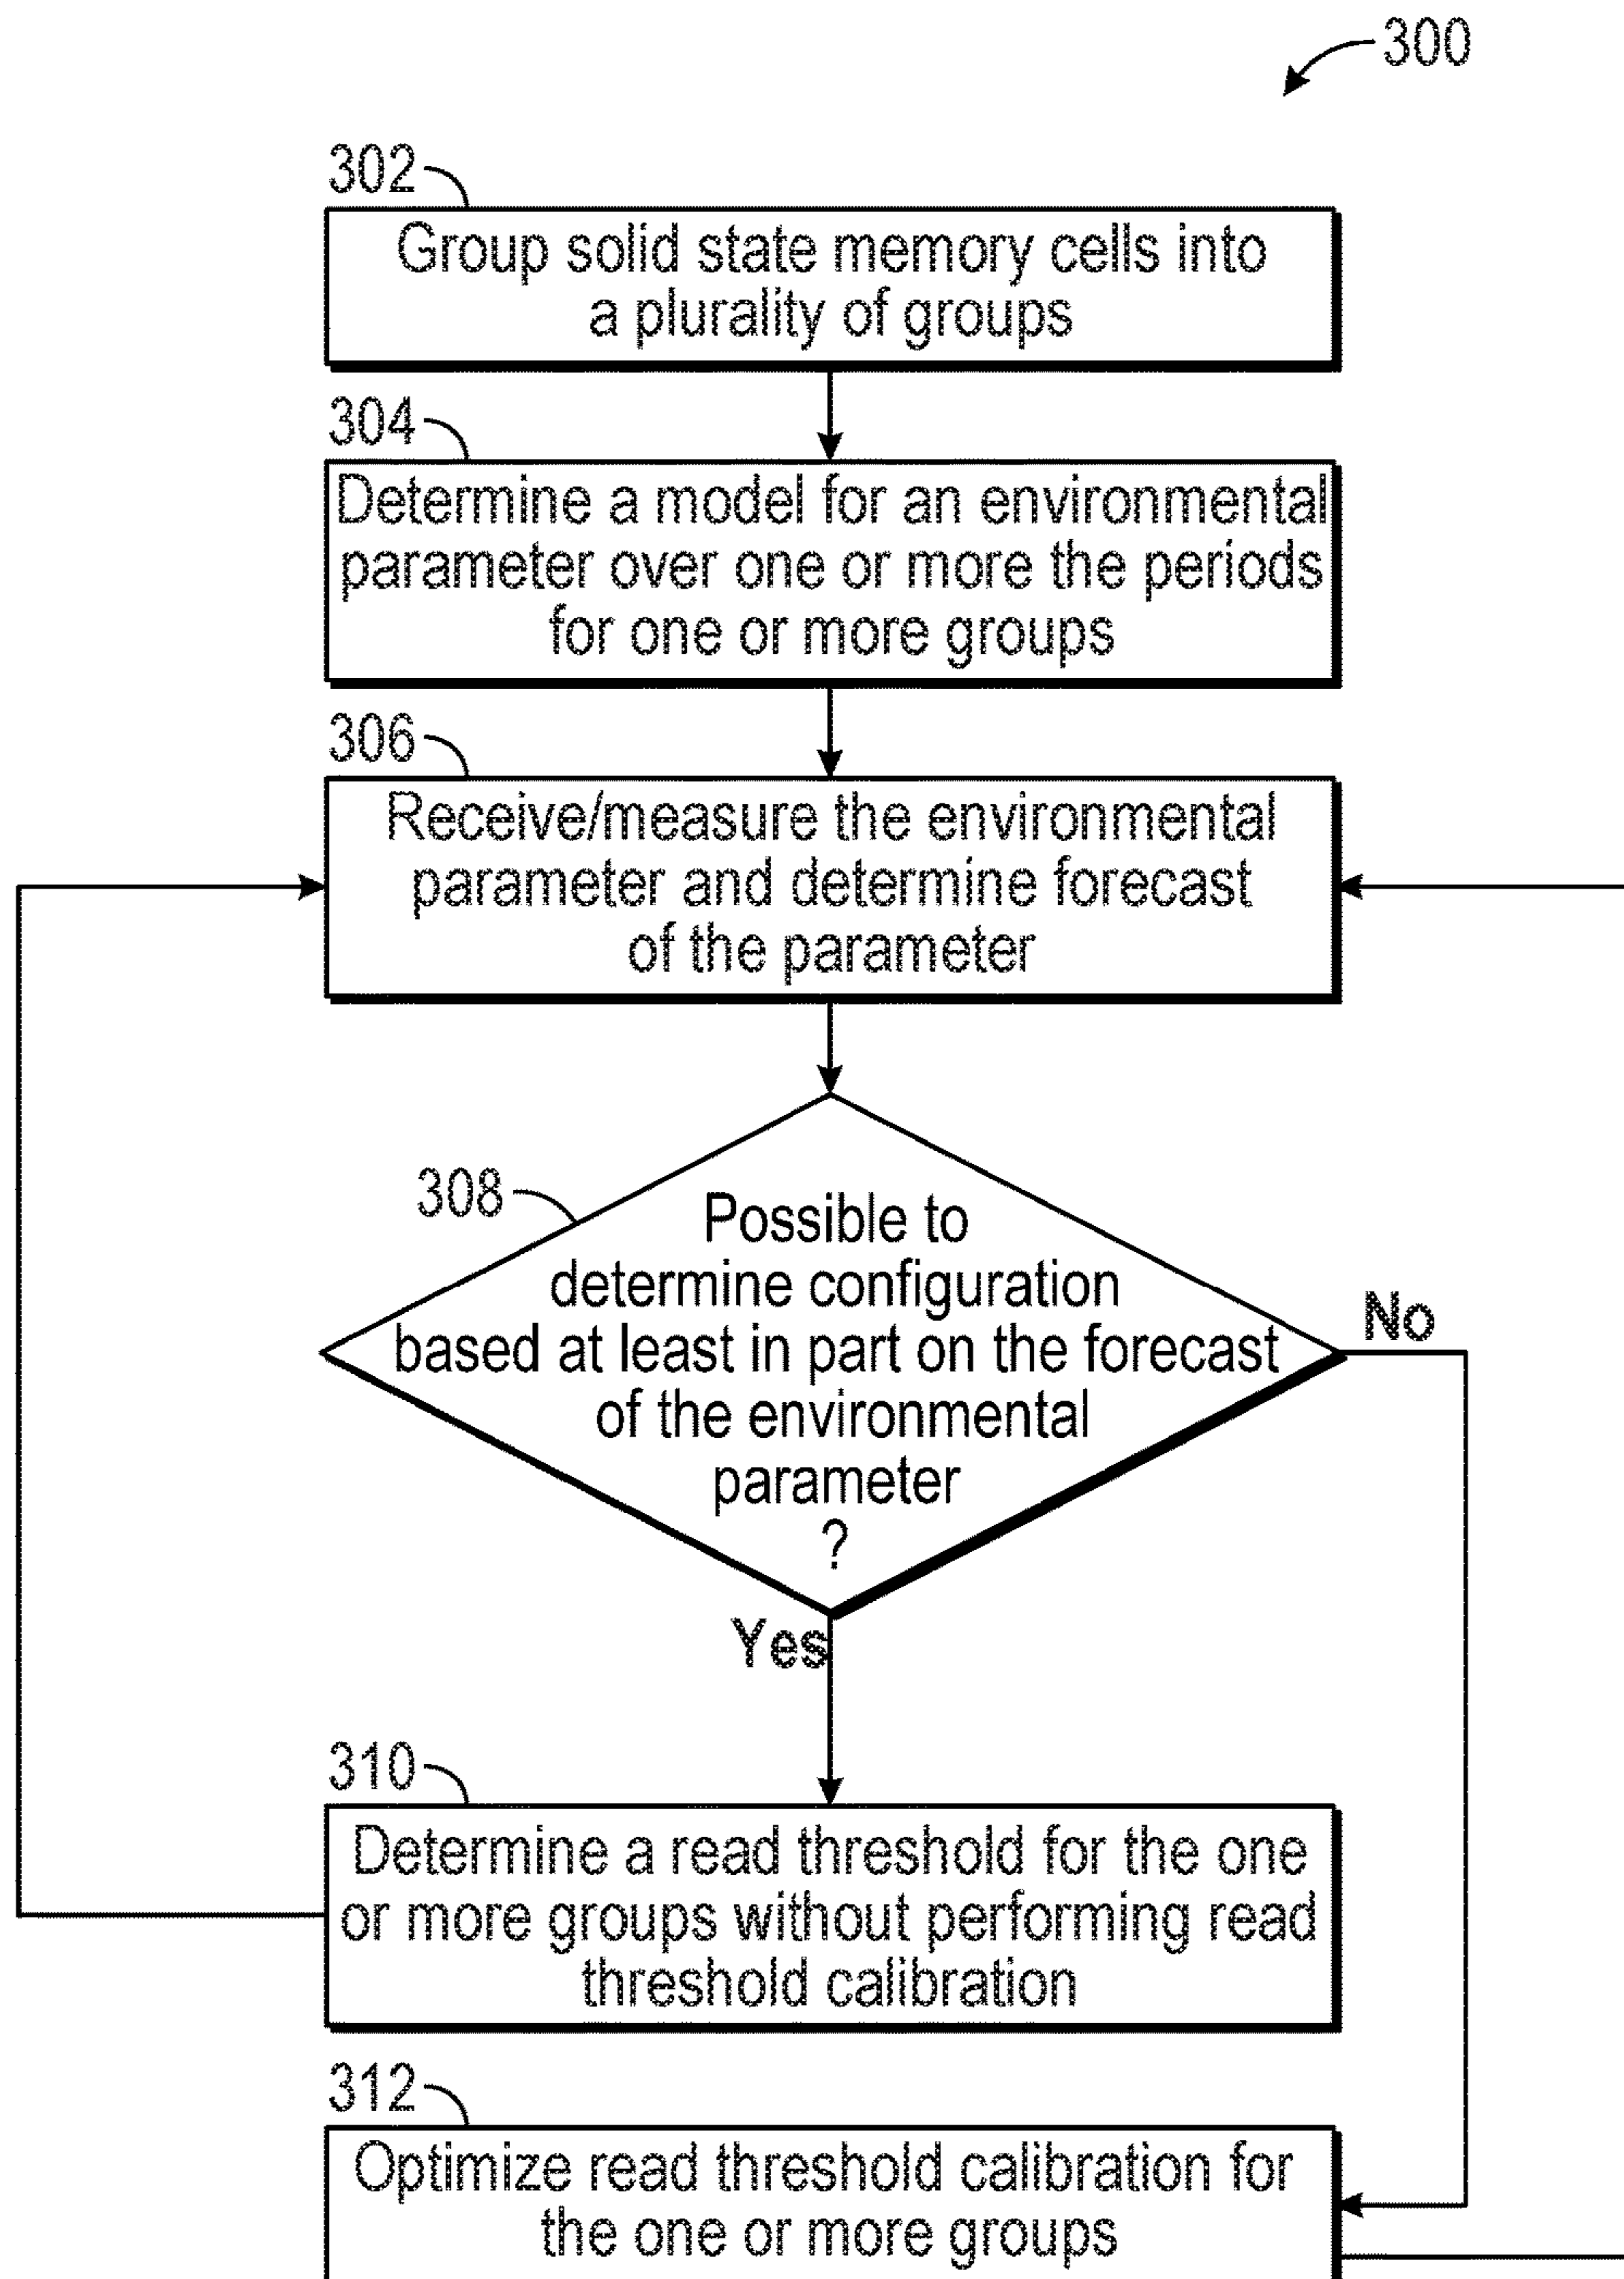 300
302
Group solid state memory cells into
a plurality of groups
304
Determine a model for an environmental
parameter over one or more the periods
for one or more groups
306
Receive/measure the environmental
parameter and determine forecast
of the parameter
308
Possible to
determine configuration
based at least in part on the forecast
of the environmental
parameter
?
No
Yes
310
Determine a read threshold for the one
or more groups without performing read
threshold calibration
312
Optimize read threshold calibration for
the one or more groups